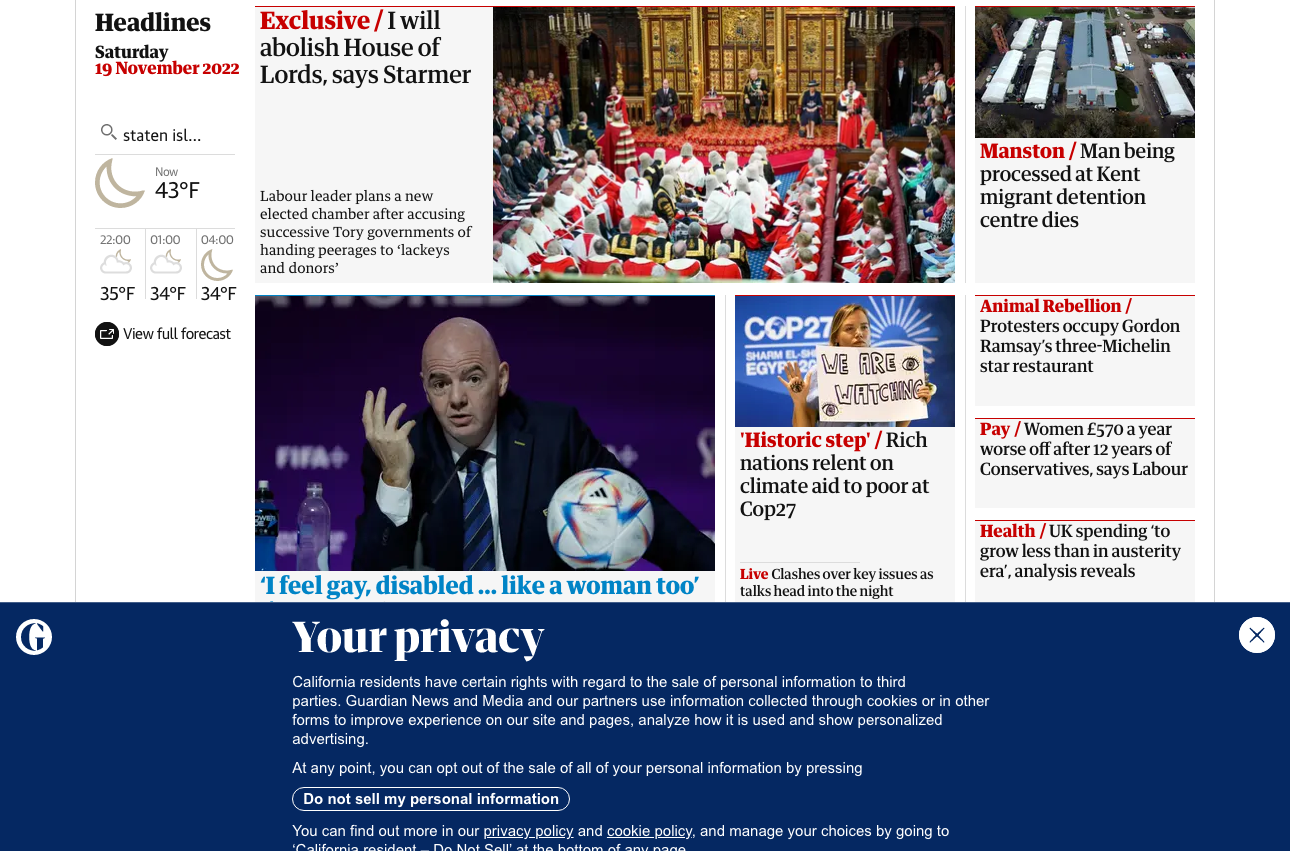 Headlines
Saturday
19 November 2022
staten isl...
Now
43°F
22:00
01:00
04:00
35°F
34°F
34°F
View full forecast
Exclusive / I will
abolish House of
Lords, says Starmer
Labour leader plans a new
elected chamber after accusing
successive Tory governments of
handing peerages to ‘lackeys
and donors’
Manston / Man being
processed at Kent
migrant detention
centre dies
WORLD CUP
FIFA+
COP27
SHARM EL-SH
EGYPT 20
WE ARE
WATCHING
'Historic step' / Rich
nations relent on
climate aid to poor at
Cop27
Live Clashes over key issues as
talks head into the night
Animal Rebellion /
Protesters occupy Gordon
Ramsay’s three-Michelin
star restaurant
Pay / Women £570 a year
worse off after 12 years of
Conservatives, says Labour
Health / UK spending ‘to
grow less than in austerity
era’, analysis reveals
‘I feel gay, disabled ... like a woman too’
G
Your privacy
California residents have certain rights with regard to the sale of personal information to third
parties. Guardian News and Media and our partners use information collected through cookies or in other
forms to improve experience on our site and pages, analyze how it is used and show personalized
advertising.
At any point, you can opt out of the sale of all of your personal information by pressing
Do not sell my personal information
You can find out more in our privacy policy and cookie policy, and manage your choices by going to
‘California resident – Do Not Sell’ at the bottom of any page.